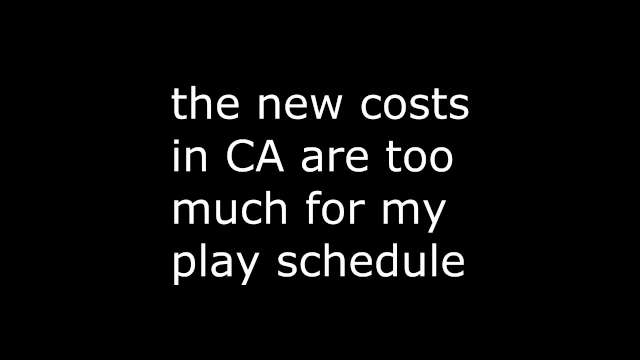 the new costs
in CA are too
much for my
play schedule